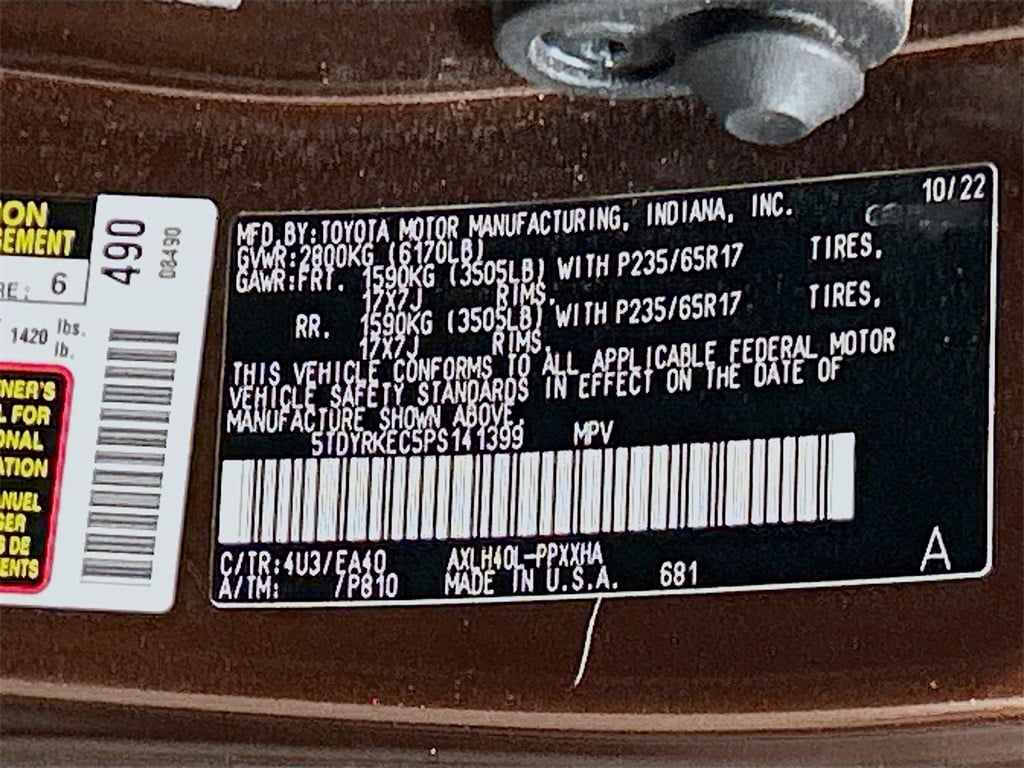 ION
GEMENT
RE: 6
1420 lbs.
lb.
NER'S
L FOR
ONAL
ATION
ANUEL
GER
DE
ENTS
490
08490
10/22
MFD. BY: TOYOTA MOTOR MANUFACTURING, INDIANA, INC.
GVWR: 2800KG (6170LB)
GAWR: FRT. 1590KG (3505LB) WITH P235/65R17 TIRES,
17X7J RIMS.
RR. 1590KG (3505LB) WITH P235/65R17 TIRES,
17X7J RIMS.
THIS VEHICLE CONFORMS TO ALL APPLICABLE FEDERAL MOTOR
VEHICLE SAFETY STANDARDS IN EFFECT ON THE DATE OF
MANUFACTURE SHOWN ABOVE.
5TDYRKEC5PS141399 MPV
C/TR: 4U3/EA40 AXLH40L-PPXXHA
A/TM: /P810 MADE IN U.S.A. 681
A